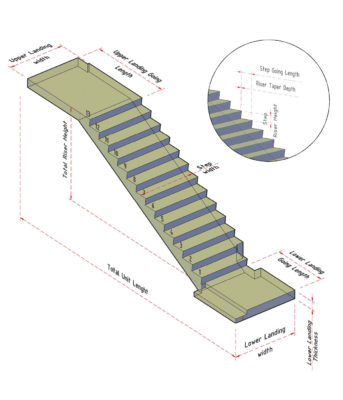 Upper Landing
width
Upper Landing Going
Length
Step Going Length
Riser Taper Depth
Step
Riser Height
Total Riser Height
Step
width
Lower Landing
Going Length
Total Unit Lenght
Lower Landing
width
Lower Landing
Thickness